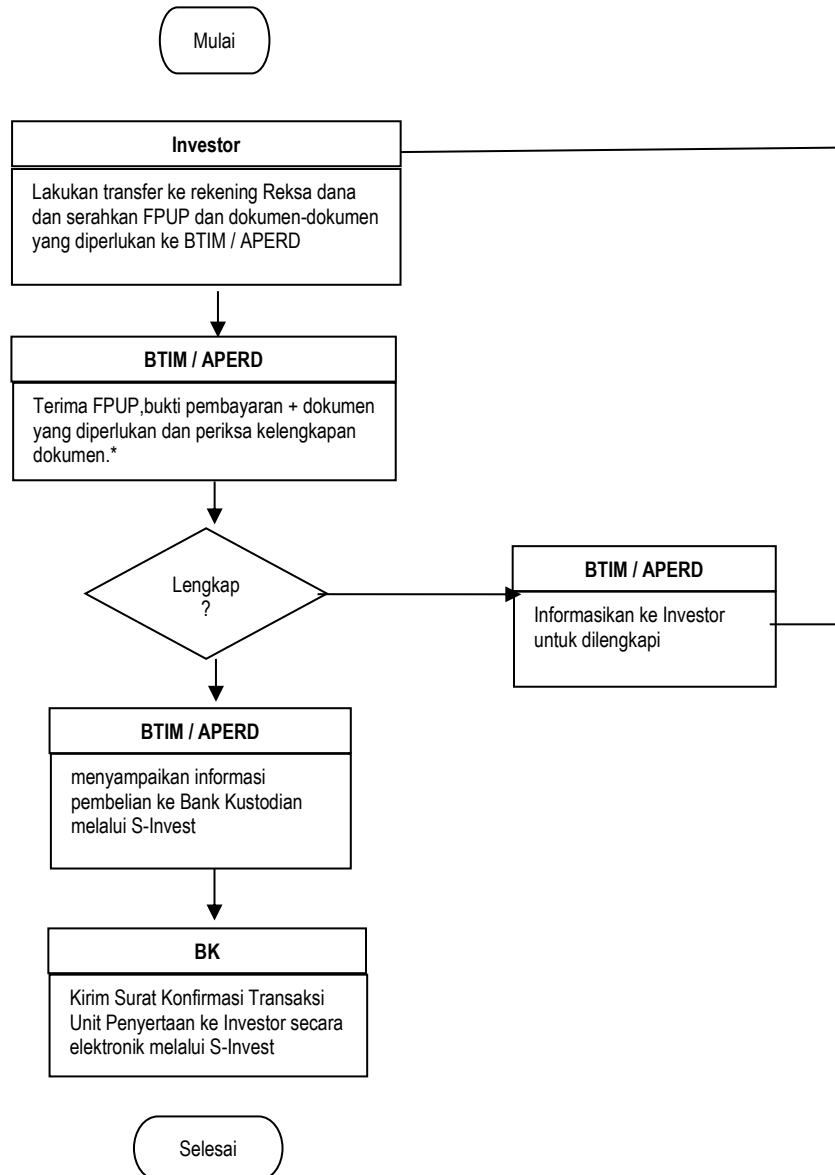 Mulai
Investor
Lakukan transfer ke rekening Reksa dana
dan serahkan FPUP dan dokumen-dokumen
yang diperlukan ke BTIM / APERD
BTIM / APERD
Terima FPUP,bukti pembayaran + dokumen
yang diperlukan dan periksa kelengkapan
dokumen.*
Lengkap
?
BTIM / APERD
Informasikan ke Investor
untuk dilengkapi
BTIM / APERD
menyampaikan informasi
pembelian ke Bank Kustodian
melalui S-Invest
BK
Kirim Surat Konfirmasi Transaksi
Unit Penyertaan ke Investor secara
elektronik melalui S-Invest
Selesai